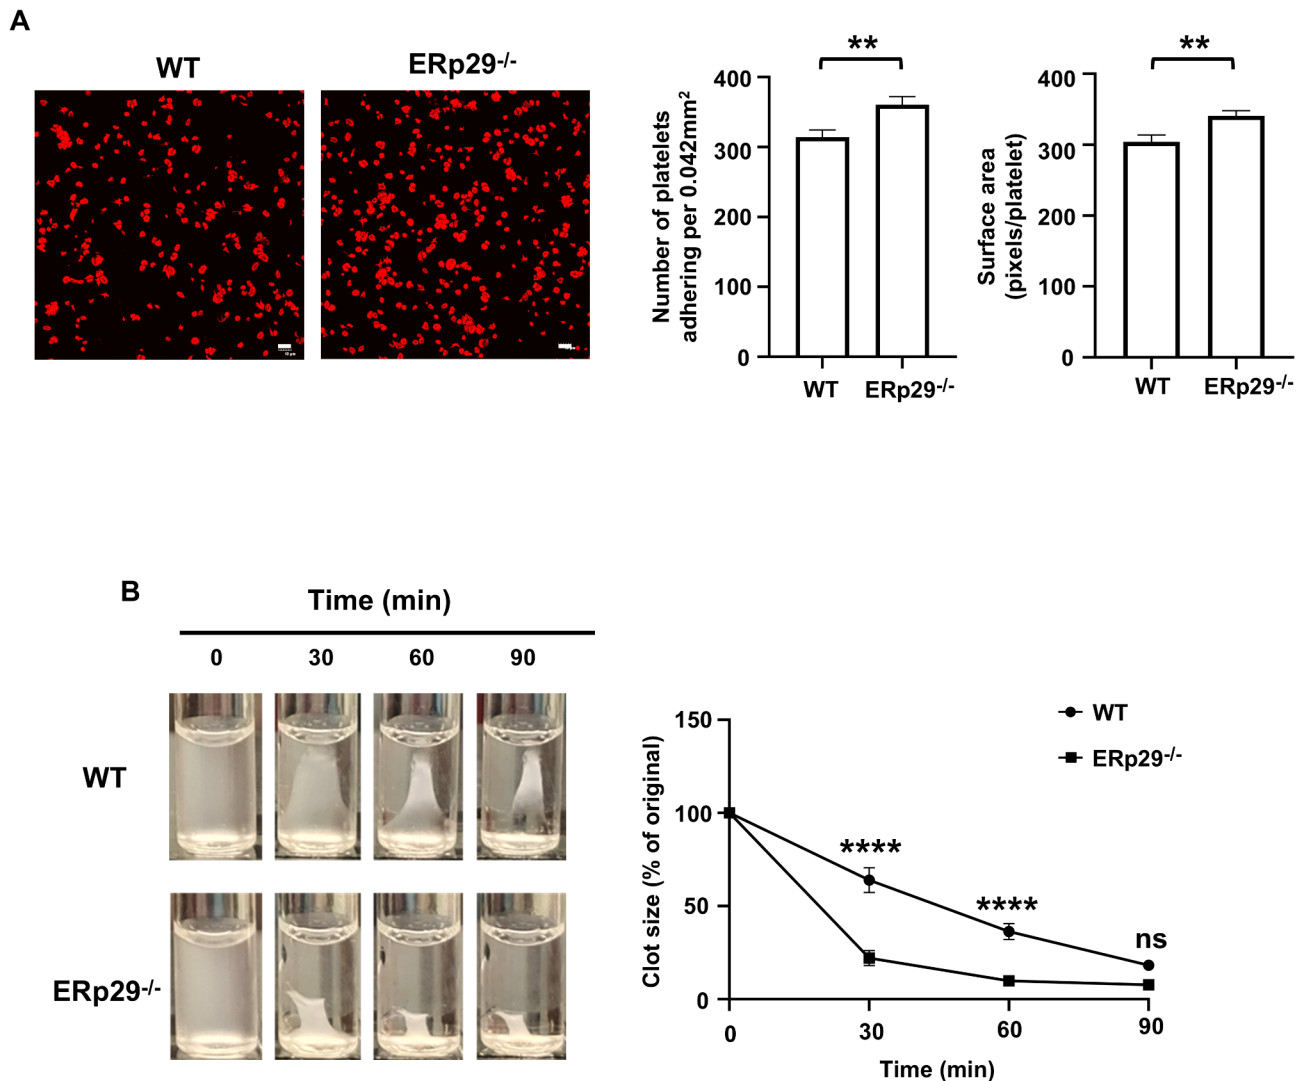 A
WT
ERp29-/-
**
Number of platelets
adhering per 0.042mm2
400
300
200
100
0
WT
ERp29-/-
**
Surface area
(pixels/platelet)
400
300
200
100
0
WT
ERp29-/-
B
Time (min)
0 30 60 90
WT
ERp29-/-
WT
ERp29-/-
Clot size (% of original)
150
100
50
0
****
****
ns
0 30 60 90
Time (min)